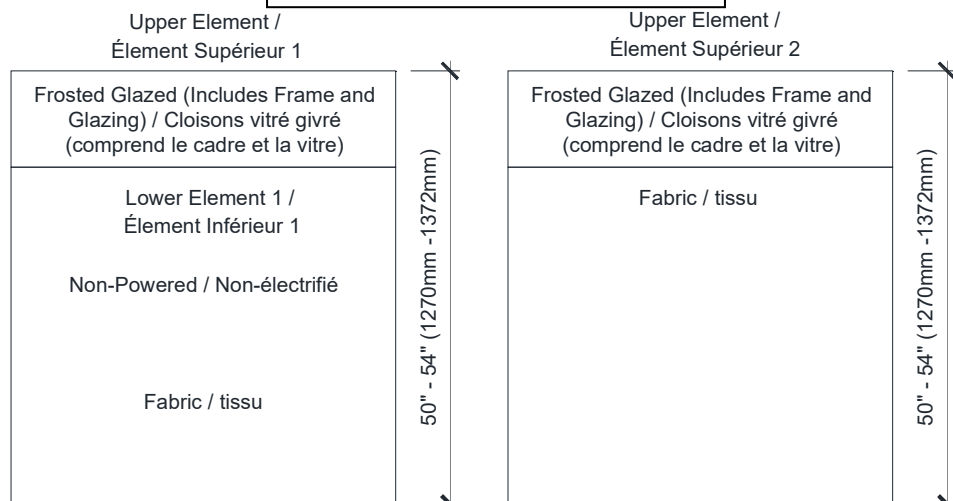 Upper Element /
Élement Supérieur 1
Frosted Glazed (Includes Frame and
Glazing) / Cloisons vitré givré
(comprend le cadre et la vitre)
Lower Element 1 /
Élement Inférieur 1
Non-Powered / Non-électrifié
Fabric / tissu
50" - 54" (1270mm -1372mm)
Upper Element /
Élement Supérieur 2
Frosted Glazed (Includes Frame and
Glazing) / Cloisons vitré givré
(comprend le cadre et la vitre)
Fabric / tissu
50" - 54" (1270mm -1372mm)